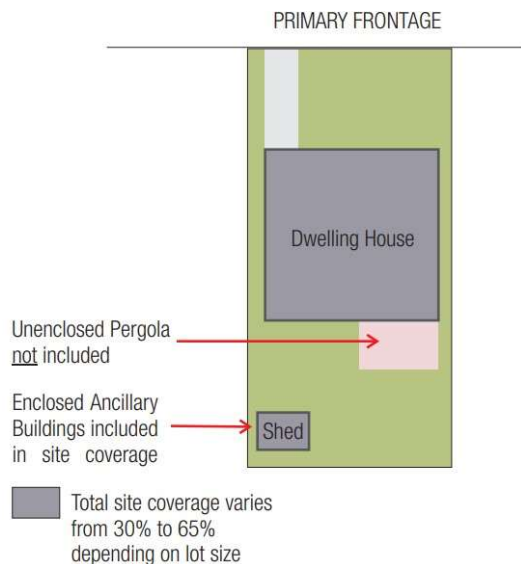 PRIMARY FRONTAGE
Dwelling House
Unenclosed Pergola
not included
Enclosed Ancillary
Buildings included
in site coverage
Shed
Total site coverage varies
from 30% to 65%
depending on lot size